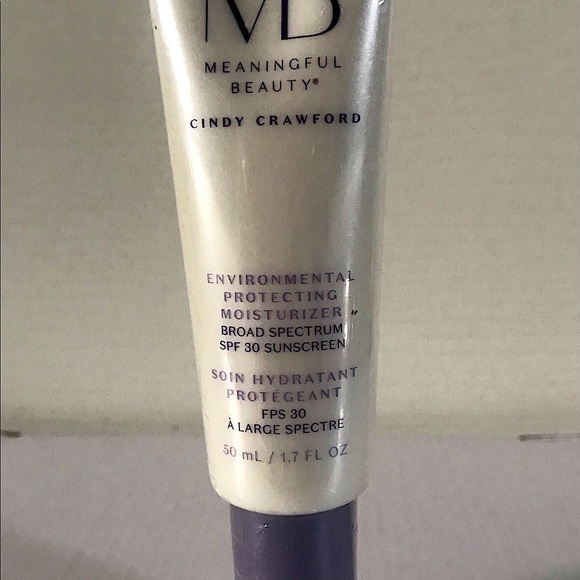 MB
MEANINGFUL
BEAUTY®
CINDY CRAWFORD
ENVIRONMENTAL
PROTECTING
MOISTURIZER
BROAD SPECTRUM
SPF 30 SUNSCREEN
SOIN HYDRATANT
PROTÉGEANT
FPS 30
À LARGE SPECTRE
50 mL / 1.7 FL OZ